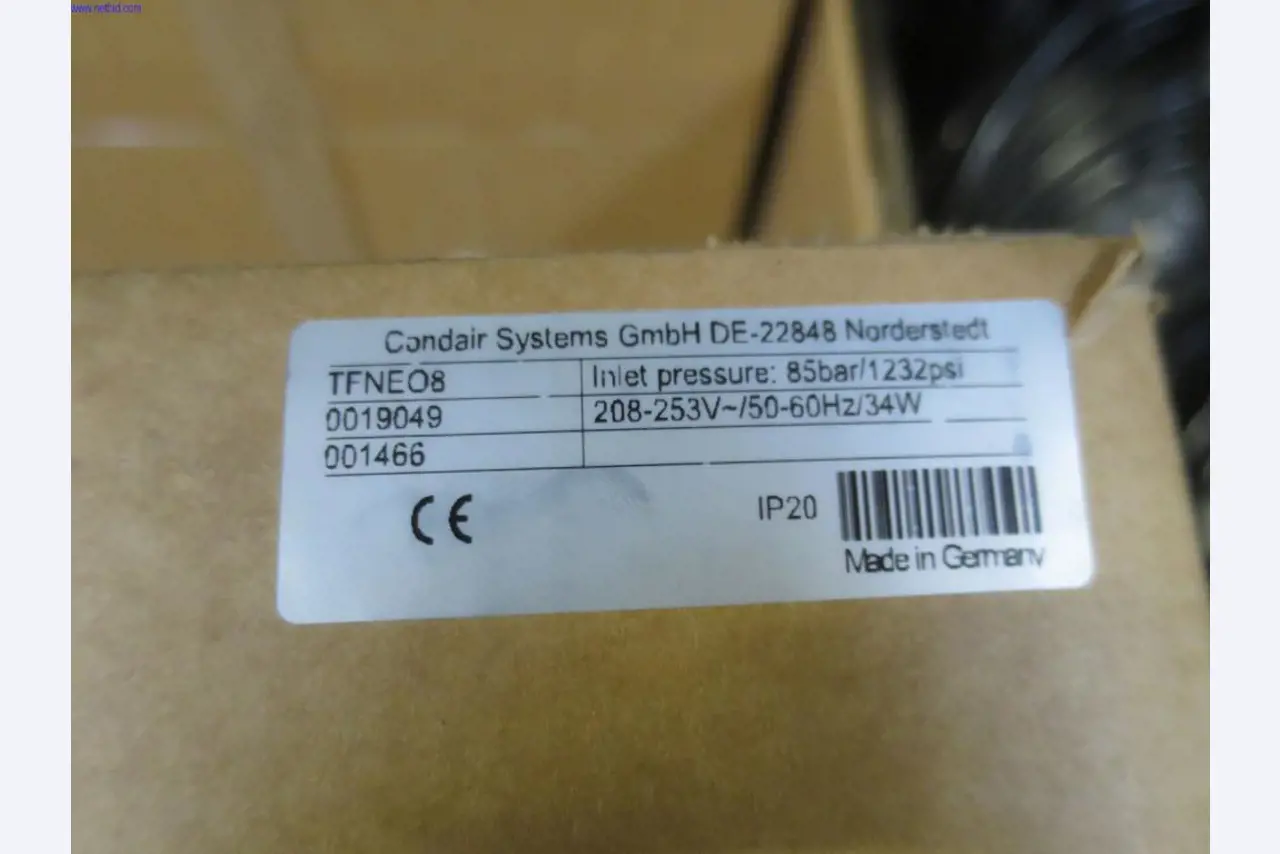 www.netbid.com
Condair Systems GmbH DE-22848 Norderstedt
TFNEO8 Inlet pressure: 85bar/1232psi
0019049 208-253V~/50-60Hz/34W
001466
CE IP20
Made in Germany